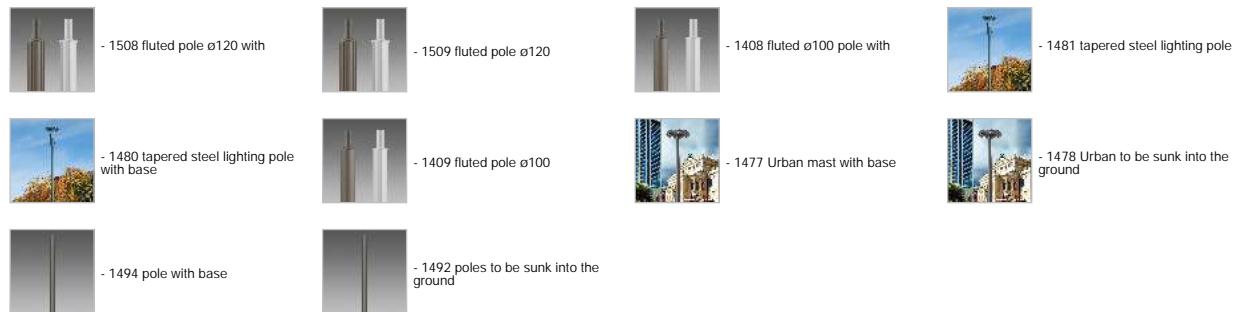 - 1508 fluted pole ø120 with
- 1509 fluted pole ø120
- 1408 fluted ø100 pole with
- 1481 tapered steel lighting pole
- 1480 tapered steel lighting pole
with base
- 1409 fluted pole ø100
- 1477 Urban mast with base
- 1478 Urban to be sunk into the
ground
- 1494 pole with base
- 1492 poles to be sunk into the
ground